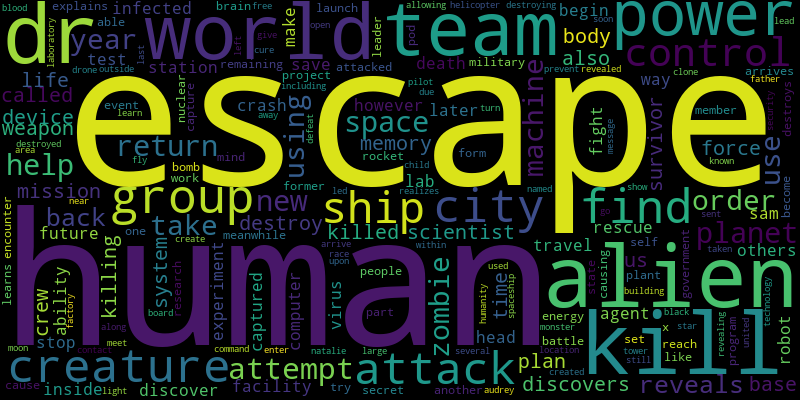 dr
world
team
power
escape
human
alien
kill
year
explains
infected
brain
free
blood
laboratory
able
drone
outside
test
station
remaining
save
make
leader
launch
open
allowing
helicopter
destroying
give
left
last
cure
control
begin
body
also
pod
attacked
death
military
prevent
revealed
soon
lead
clone
arrives
father
life
called
device
weapon
event
learn
project
including
nuclear
capture
crash
away
however
later
pilot
due
turn
way
member
destroys
security
known
destroyed
area
help
near
return
fly
bomb
work
mind
using
rocket
defeat
space
memory
lab
form
child
machine
fight
message
survivor
force
use
become
mission
back
group
take
new
former
led
realizes
ship
city
named
find
show
order
go
sent
planet
encounter
learns
future
one
create
meanwhile
destroy
killed
scientist
arrive
race
upon
within
rescue
sam
travel
self
us
others
taken
state
government
plant
causing
building
crew
ability
factory
killing
system
research
experiment
captured
computer
virus
people
part
zombie
time
used
humanity
spaceship
energy
agent
black
x
star
monster
battle
robot
technology
moon
along
contact
stop
meet
board
command
enter
natalie
large
several
head
location
set
tower
still
reach
like
united
program
revealing
cause
creature
inside
light
discover
attempt
facility
try
attack
secret
another
audrey
plan
created
discovers
reveals
base